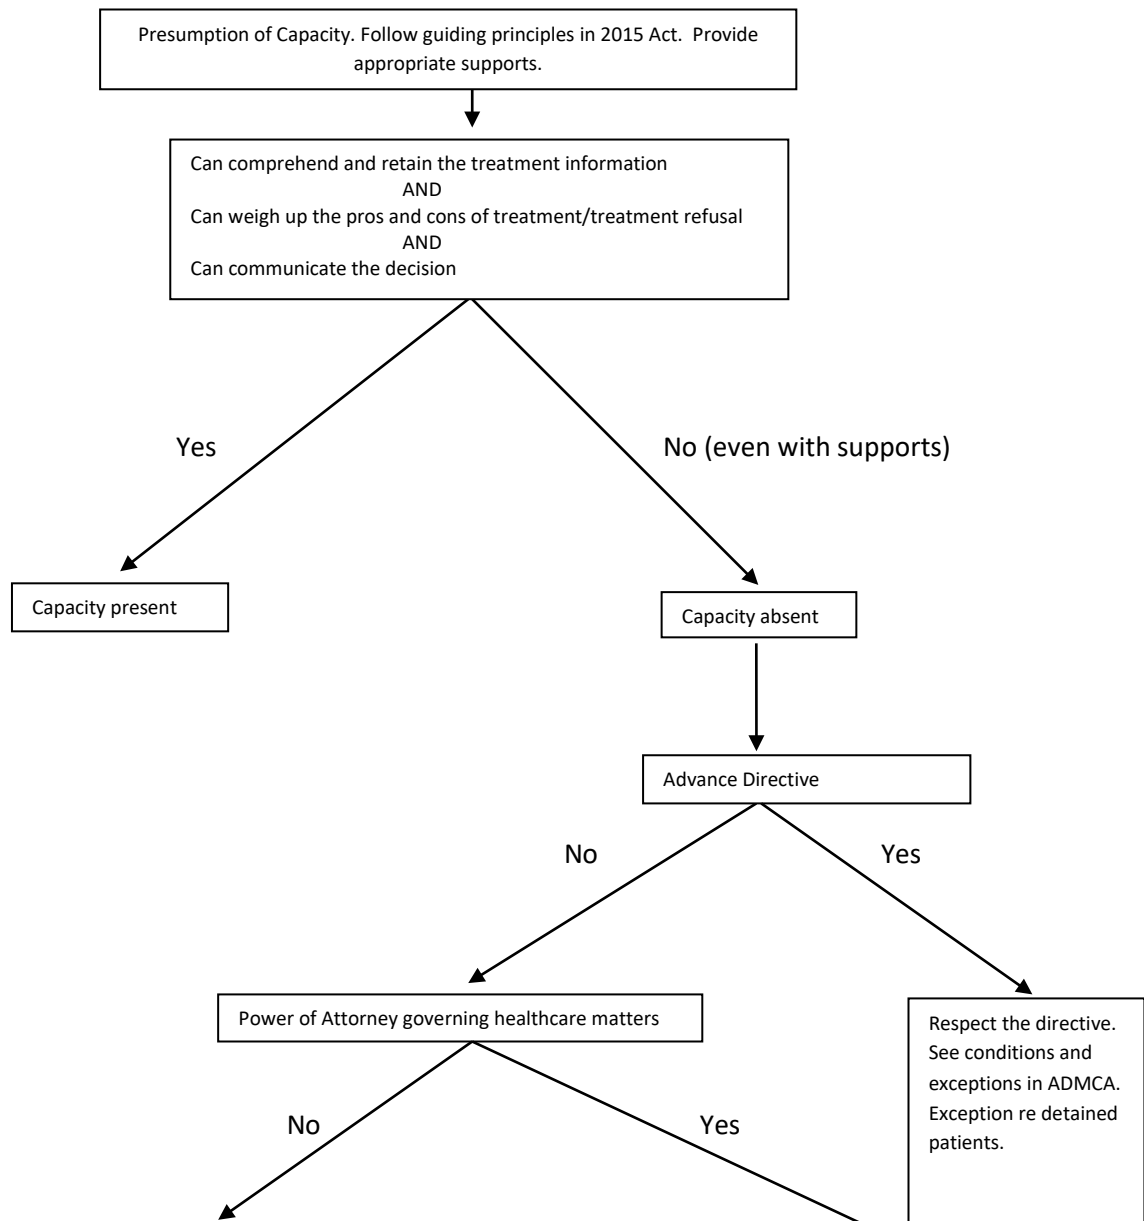 Presumption of Capacity. Follow guiding principles in 2015 Act. Provide
appropriate supports.
Can comprehend and retain the treatment information
AND
Can weigh up the pros and cons of treatment/treatment refusal
AND
Can communicate the decision
Yes
No (even with supports)
Capacity present
Capacity absent
Advance Directive
No
Yes
Power of Attorney governing healthcare matters
Respect the directive.
See conditions and
exceptions in ADMCA.
Exception re detained
patients.
No
Yes